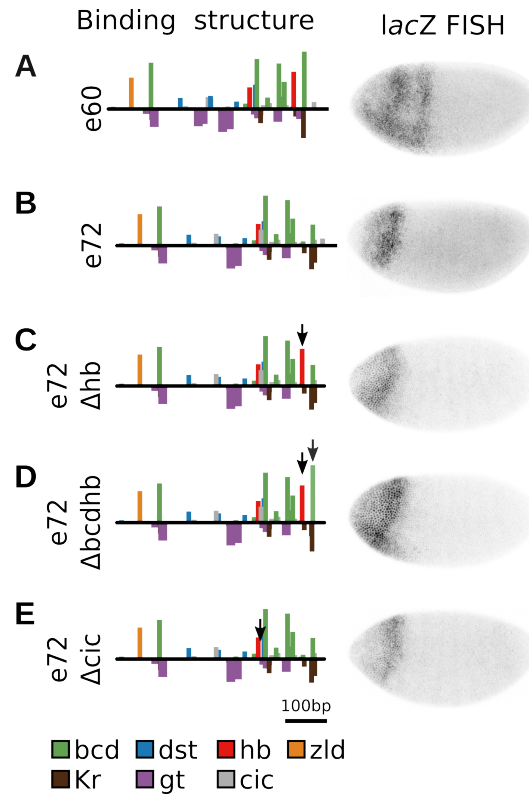 Binding structure
lacZ FISH
A
e60
B
e72
C
e72
Δhb
D
e72
Δbcdhb
E
e72
Δcic
100bp
bcd dst hb zld
Kr gt cic